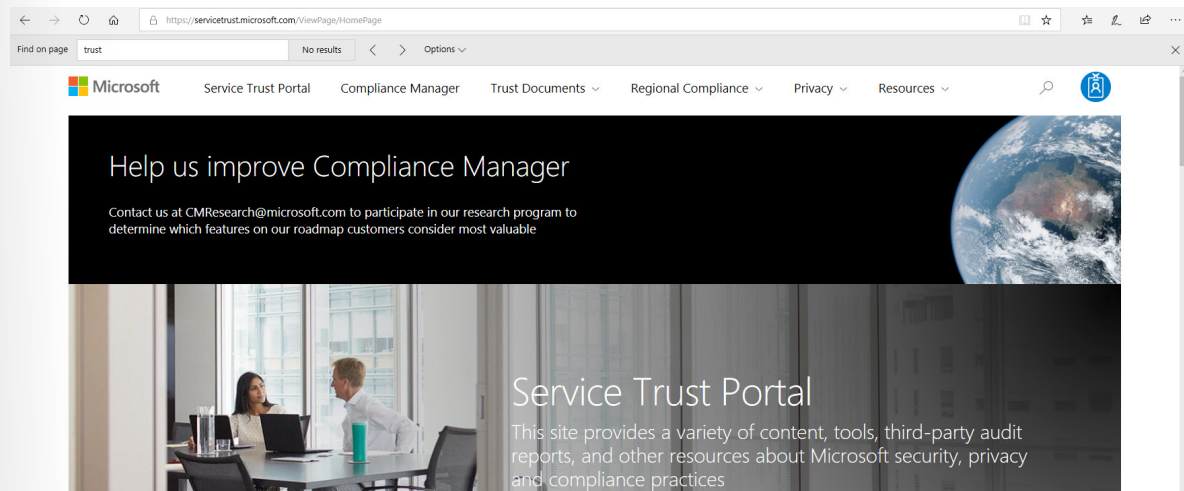 https://servicetrust.microsoft.com/ViewPage/HomePage
Find on page trust No results Options
Microsoft Service Trust Portal Compliance Manager Trust Documents Regional Compliance Privacy Resources
Help us improve Compliance Manager
Contact us at CMResearch@microsoft.com to participate in our research program to
determine which features on our roadmap customers consider most valuable
Service Trust Portal
This site provides a variety of content, tools, third-party audit
reports, and other resources about Microsoft security, privacy
and compliance practices